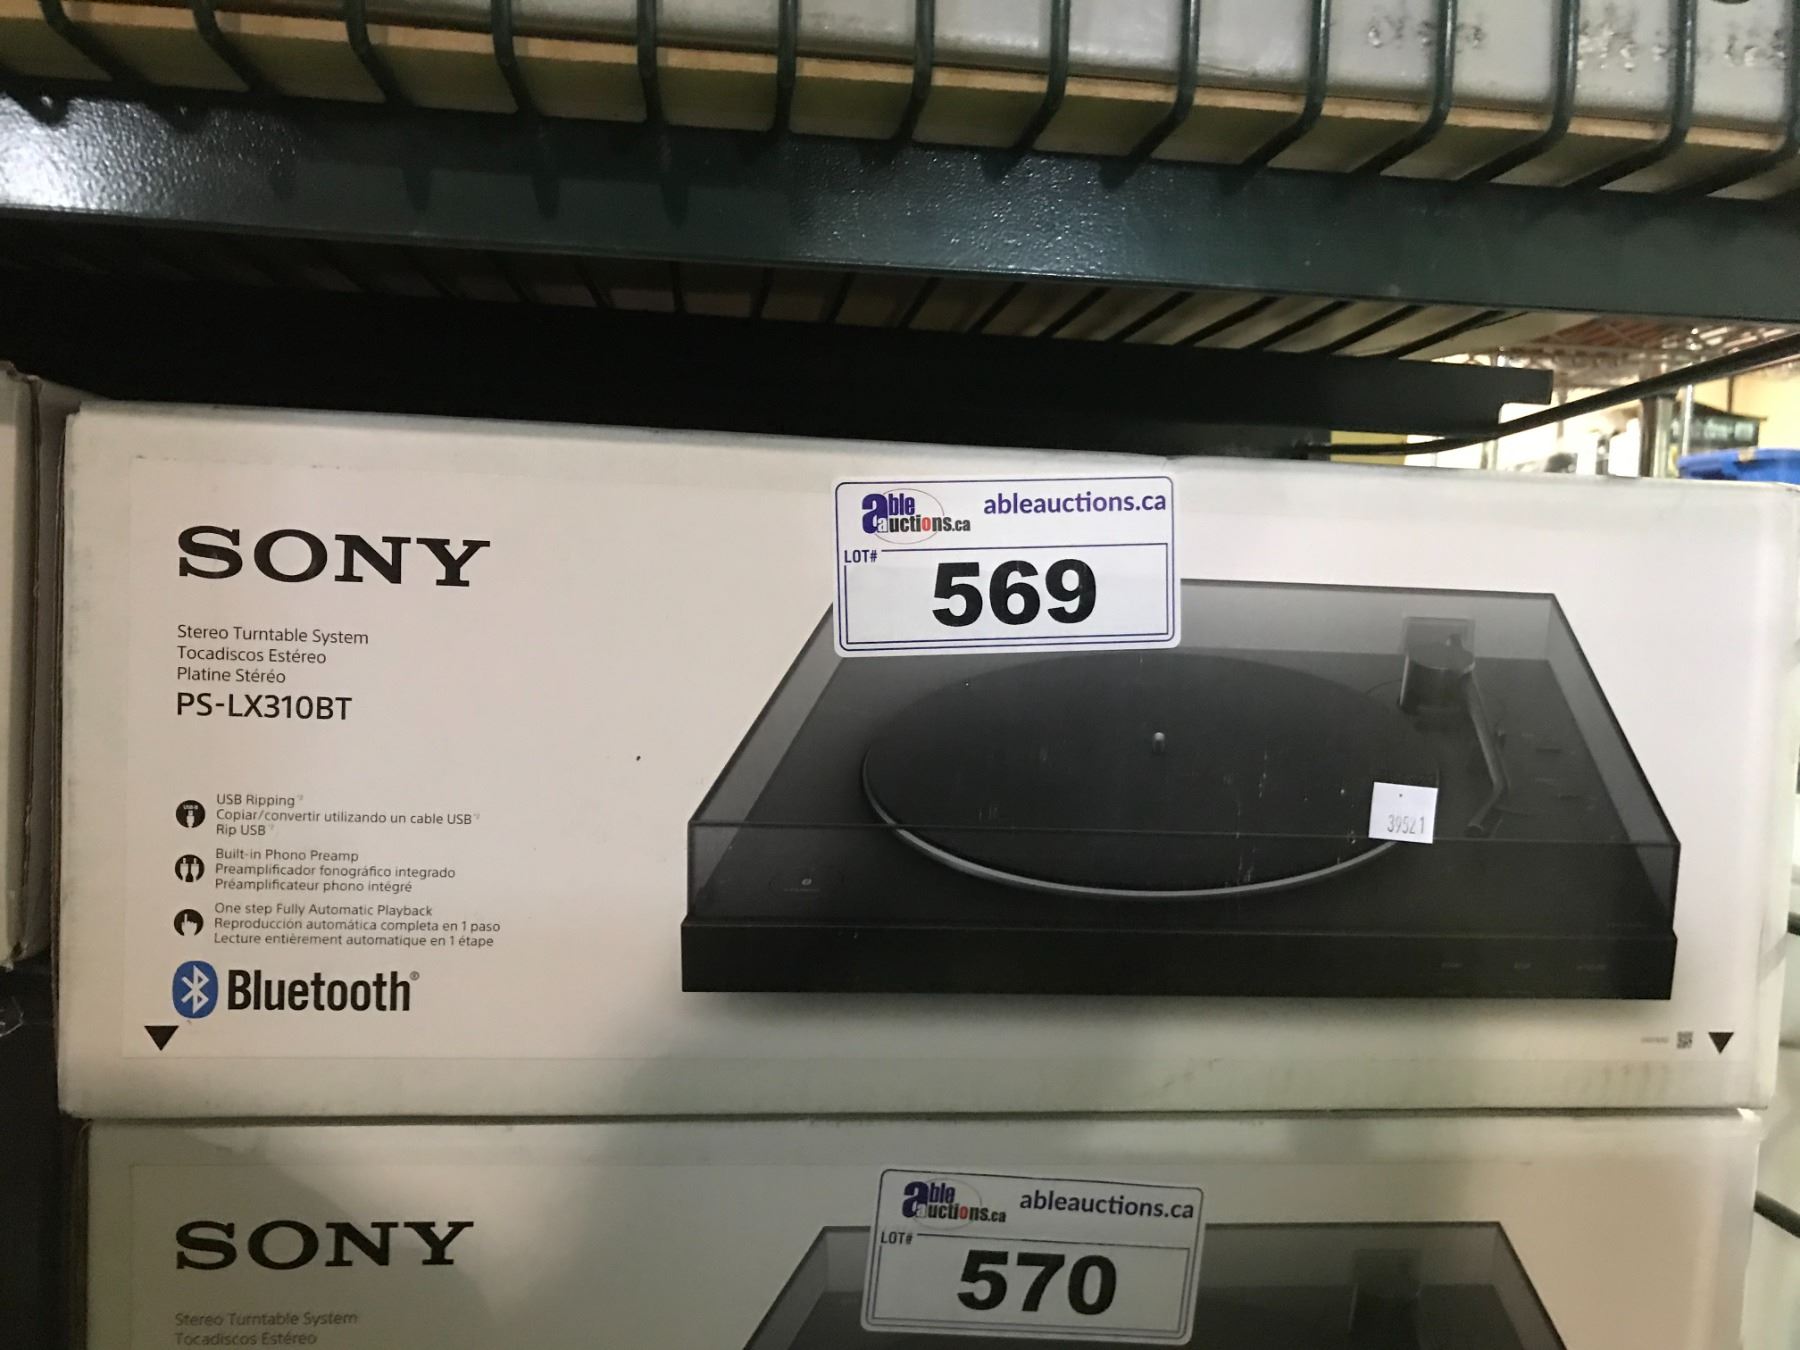 able auctions.ca ableauctions.ca
LOT#
569
SONY
Stereo Turntable System
Tocadiscos Estéreo
Platine Stéréo
PS-LX310BT
39521
USB Ripping
Copiar/convertir utilizando un cable USB
Rip USB
Built-in Phono Preamp
Preamplificador fonográfico integrado
Préamplificateur phono intégré
One step Fully Automatic Playback
Reproducción automática completa en 1 paso
Lecture entièrement automatique en 1 étape
Bluetooth®
able auctions.ca ableauctions.ca
LOT#
570
SONY
Stereo Turntable System
Tocadiscos Estéreo